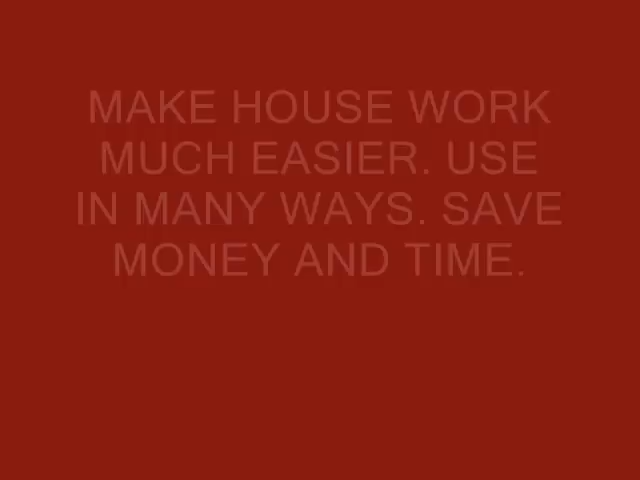 MAKE HOUSE WORK
MUCH EASIER. USE
IN MANY WAYS. SAVE
MONEY AND TIME.